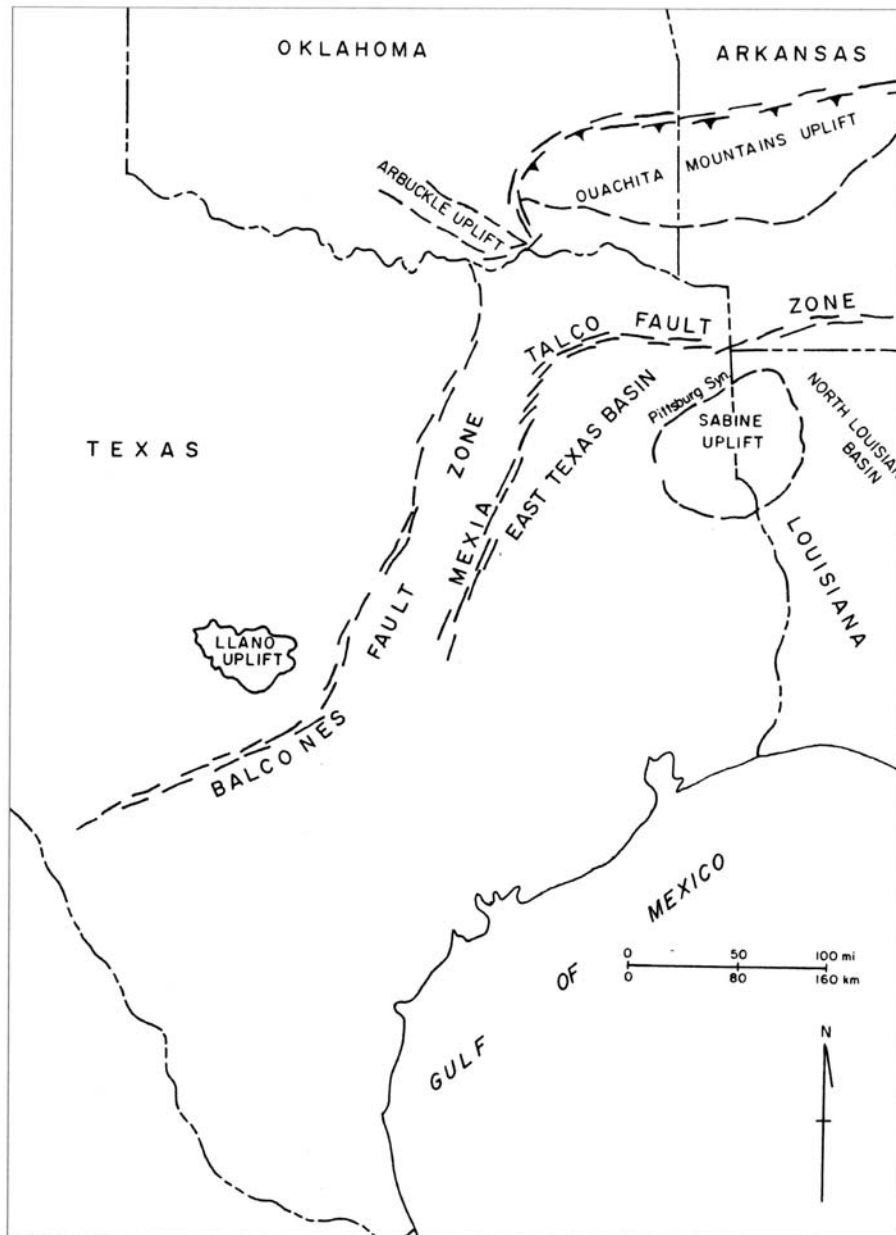 OKLAHOMA
ARKANSAS
OUACHITA MOUNTAINS UPLIFT
ARBUCKLE UPLIFT
TALCO FAULT ZONE
Pittsburg Syn.
SABINE
UPLIFT
NORTH LOUISIAN
BASIN
TEXAS
EAST TEXAS BASIN
MEXIA
LOUISIANA
LLANO
UPLIFT
BALCONES FAULT ZONE
GULF OF MEXICO
0 50 100 mi
0 80 160 km
N